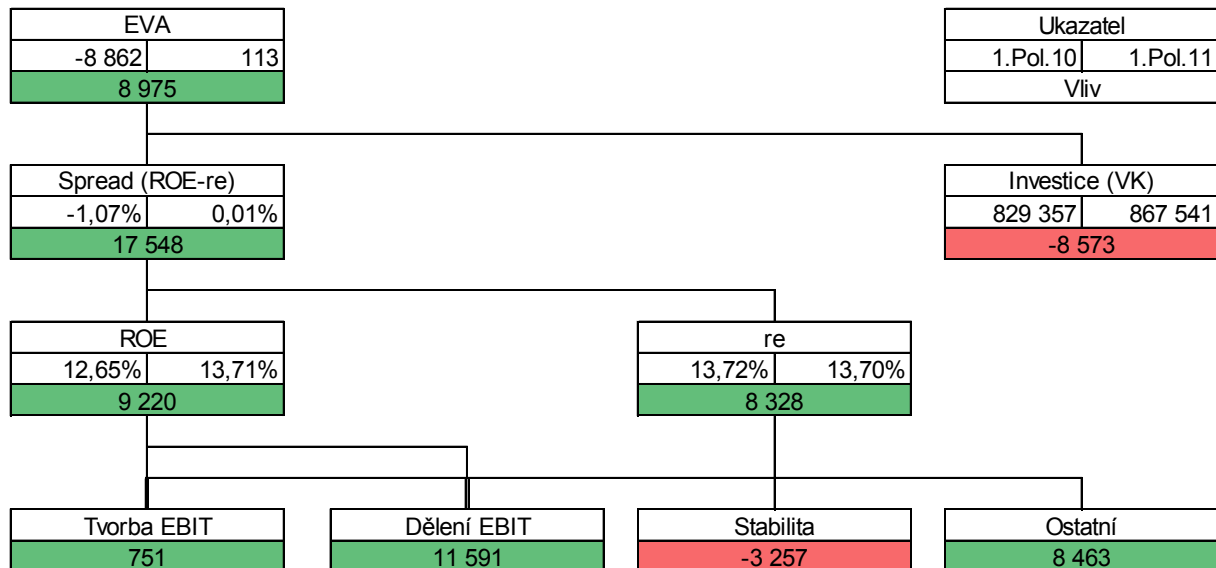 EVA
-8 862 113
8 975
Ukazatel
1.Pol.10 1.Pol.11
Vliv
Spread (ROE-re)
-1,07% 0,01%
17 548
Investice (VK)
829 357 867 541
-8 573
ROE
12,65% 13,71%
9 220
re
13,72% 13,70%
8 328
Tvorba EBIT
751
Dělení EBIT
11 591
Stabilita
-3 257
Ostatní
8 463